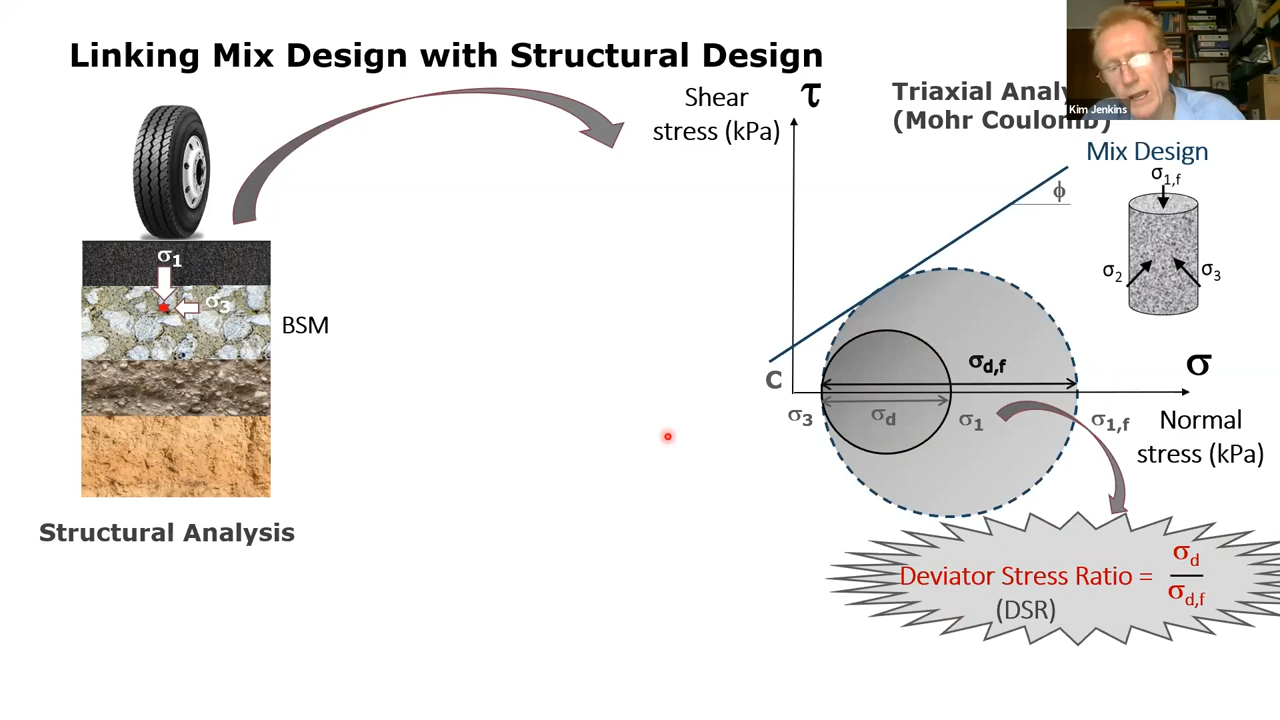 Linking Mix Design with Structural Design
Shear
stress (kPa)
τ
Triaxial Analy
(Mohr Coulomb)
Kim Jenkins
Mix Design
σ1,f
ϕ
σ2
σ3
σ1
σ3
BSM
Structural Analysis
C
σd,f
σ
σ3
σd
σ1
σ1,f
Normal
stress (kPa)
Deviator Stress Ratio = σd
σd,f
(DSR)